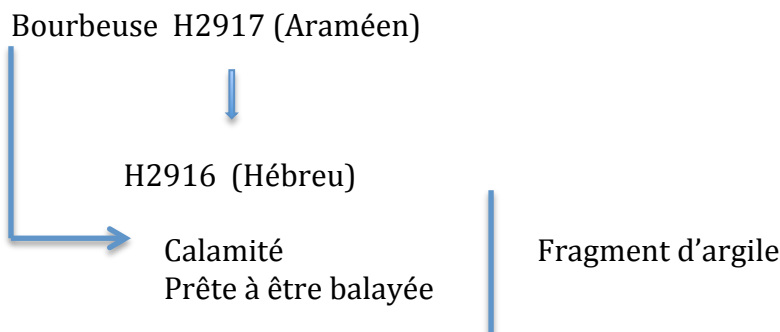 Bourbeuse H2917 (Araméen)
H2916 (Hébreu)
Calamité
Prête à être balayée
Fragment d’argile